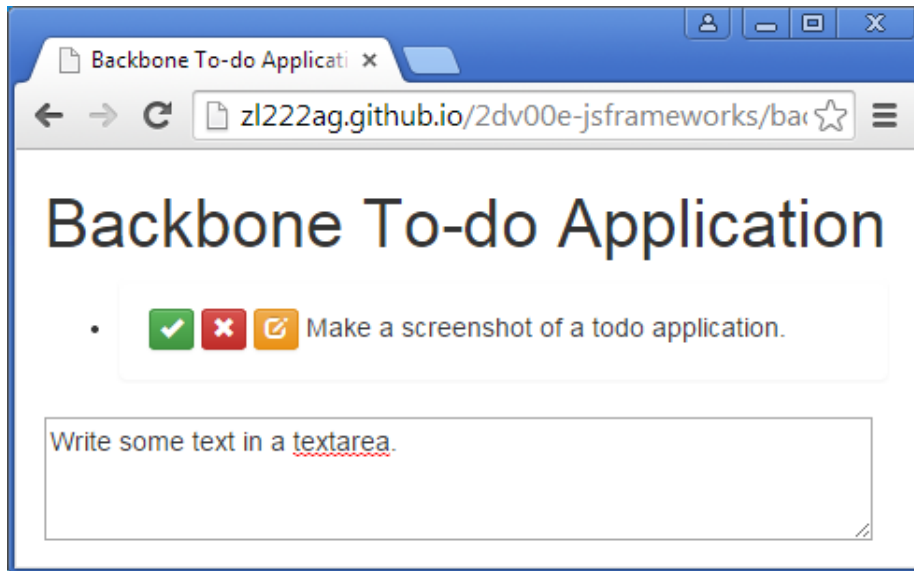 Backbone To-do Applicati
zl222ag.github.io/2dv00e-jsframeworks/bac
Backbone To-do Application
Make a screenshot of a todo application.
Write some text in a textarea.